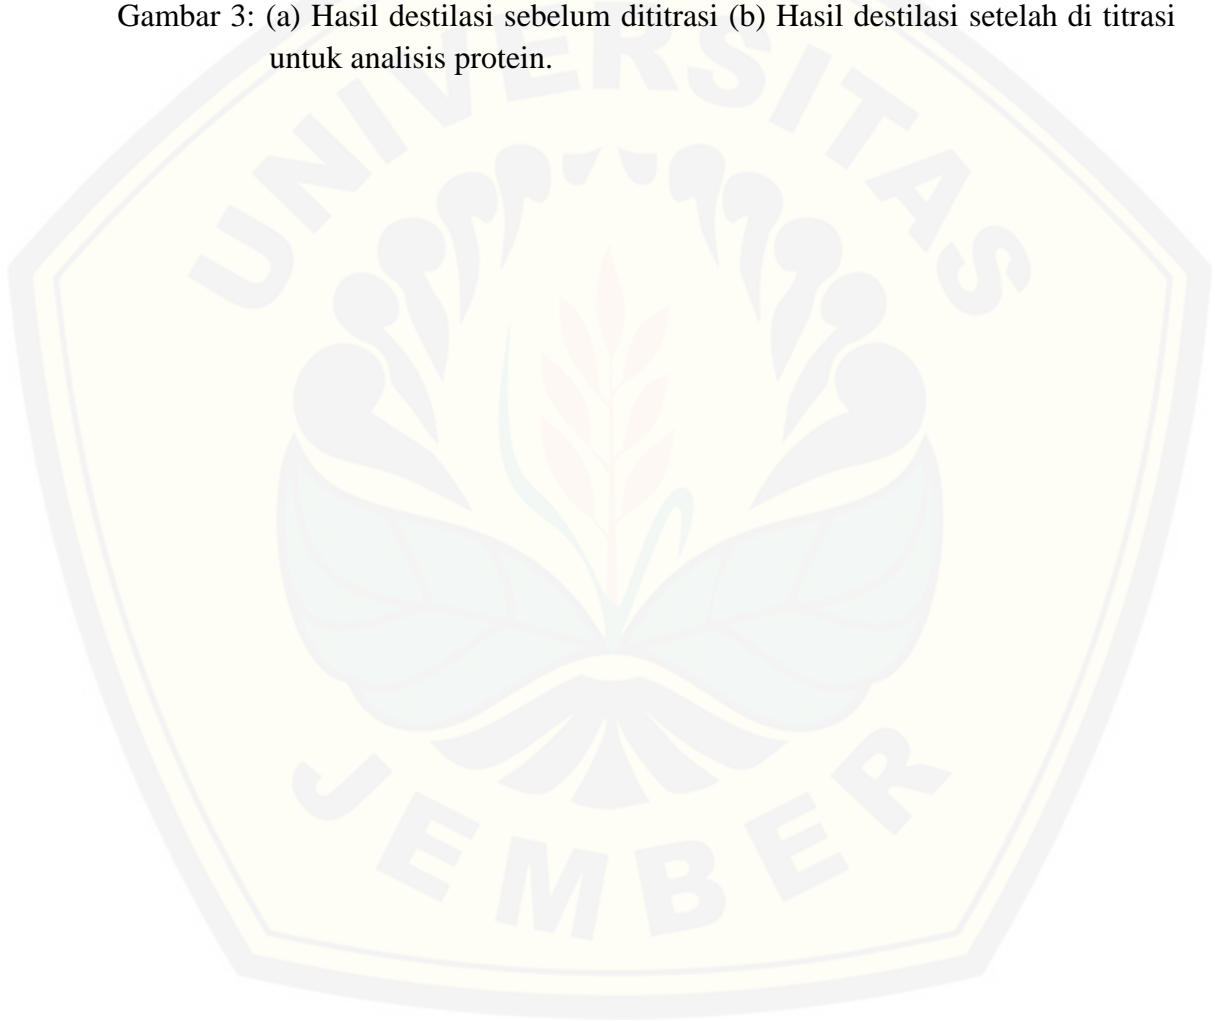 Gambar 3: (a) Hasil destilasi sebelum dititrasi (b) Hasil destilasi setelah di titrasi
untuk analisis protein.
UNIVERSITAS
JEMBER